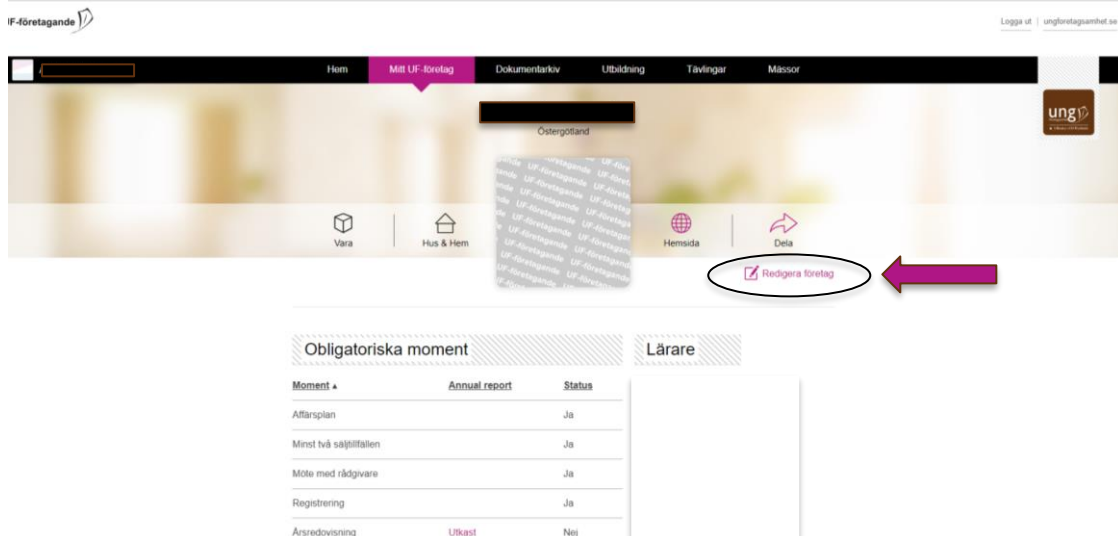 UF-företagande
Logga ut | ungforetagsamhet.se
Hem Mitt UF-företag Dokumentarkiv Utbildning Tävlingar Mässor
ung
Östergötland
Vara Hus & Hem Hemsida Dela
Redigera företag
Obligatoriska moment Lärare
Moment ▲ Annual report Status
Affärsplan Ja
Minst två säljtillfällen Ja
Möte med rådgivare Ja
Registrering Ja
Årsredovisning Utkast Nej